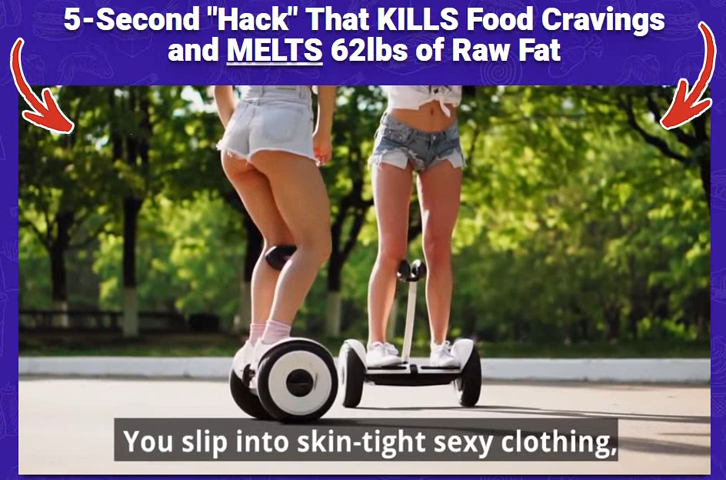 5-Second "Hack" That KILLS Food Cravings
and MELTS 62lbs of Raw Fat
You slip into skin-tight sexy clothing,